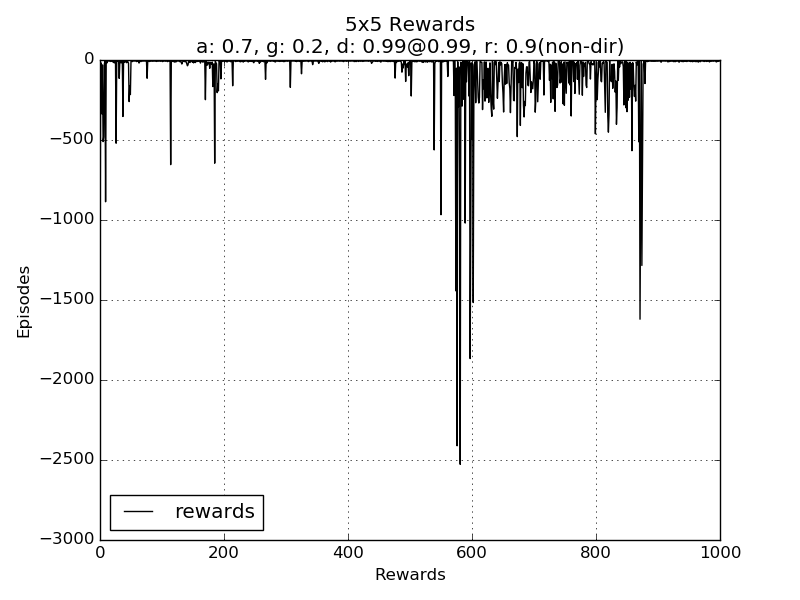 5x5 Rewards
a: 0.7, g: 0.2, d: 0.99@0.99, r: 0.9(non-dir)
0
−500
−1000
−1500
−2000
−2500
−3000
Episodes
rewards
0 200 400 600 800 1000
Rewards